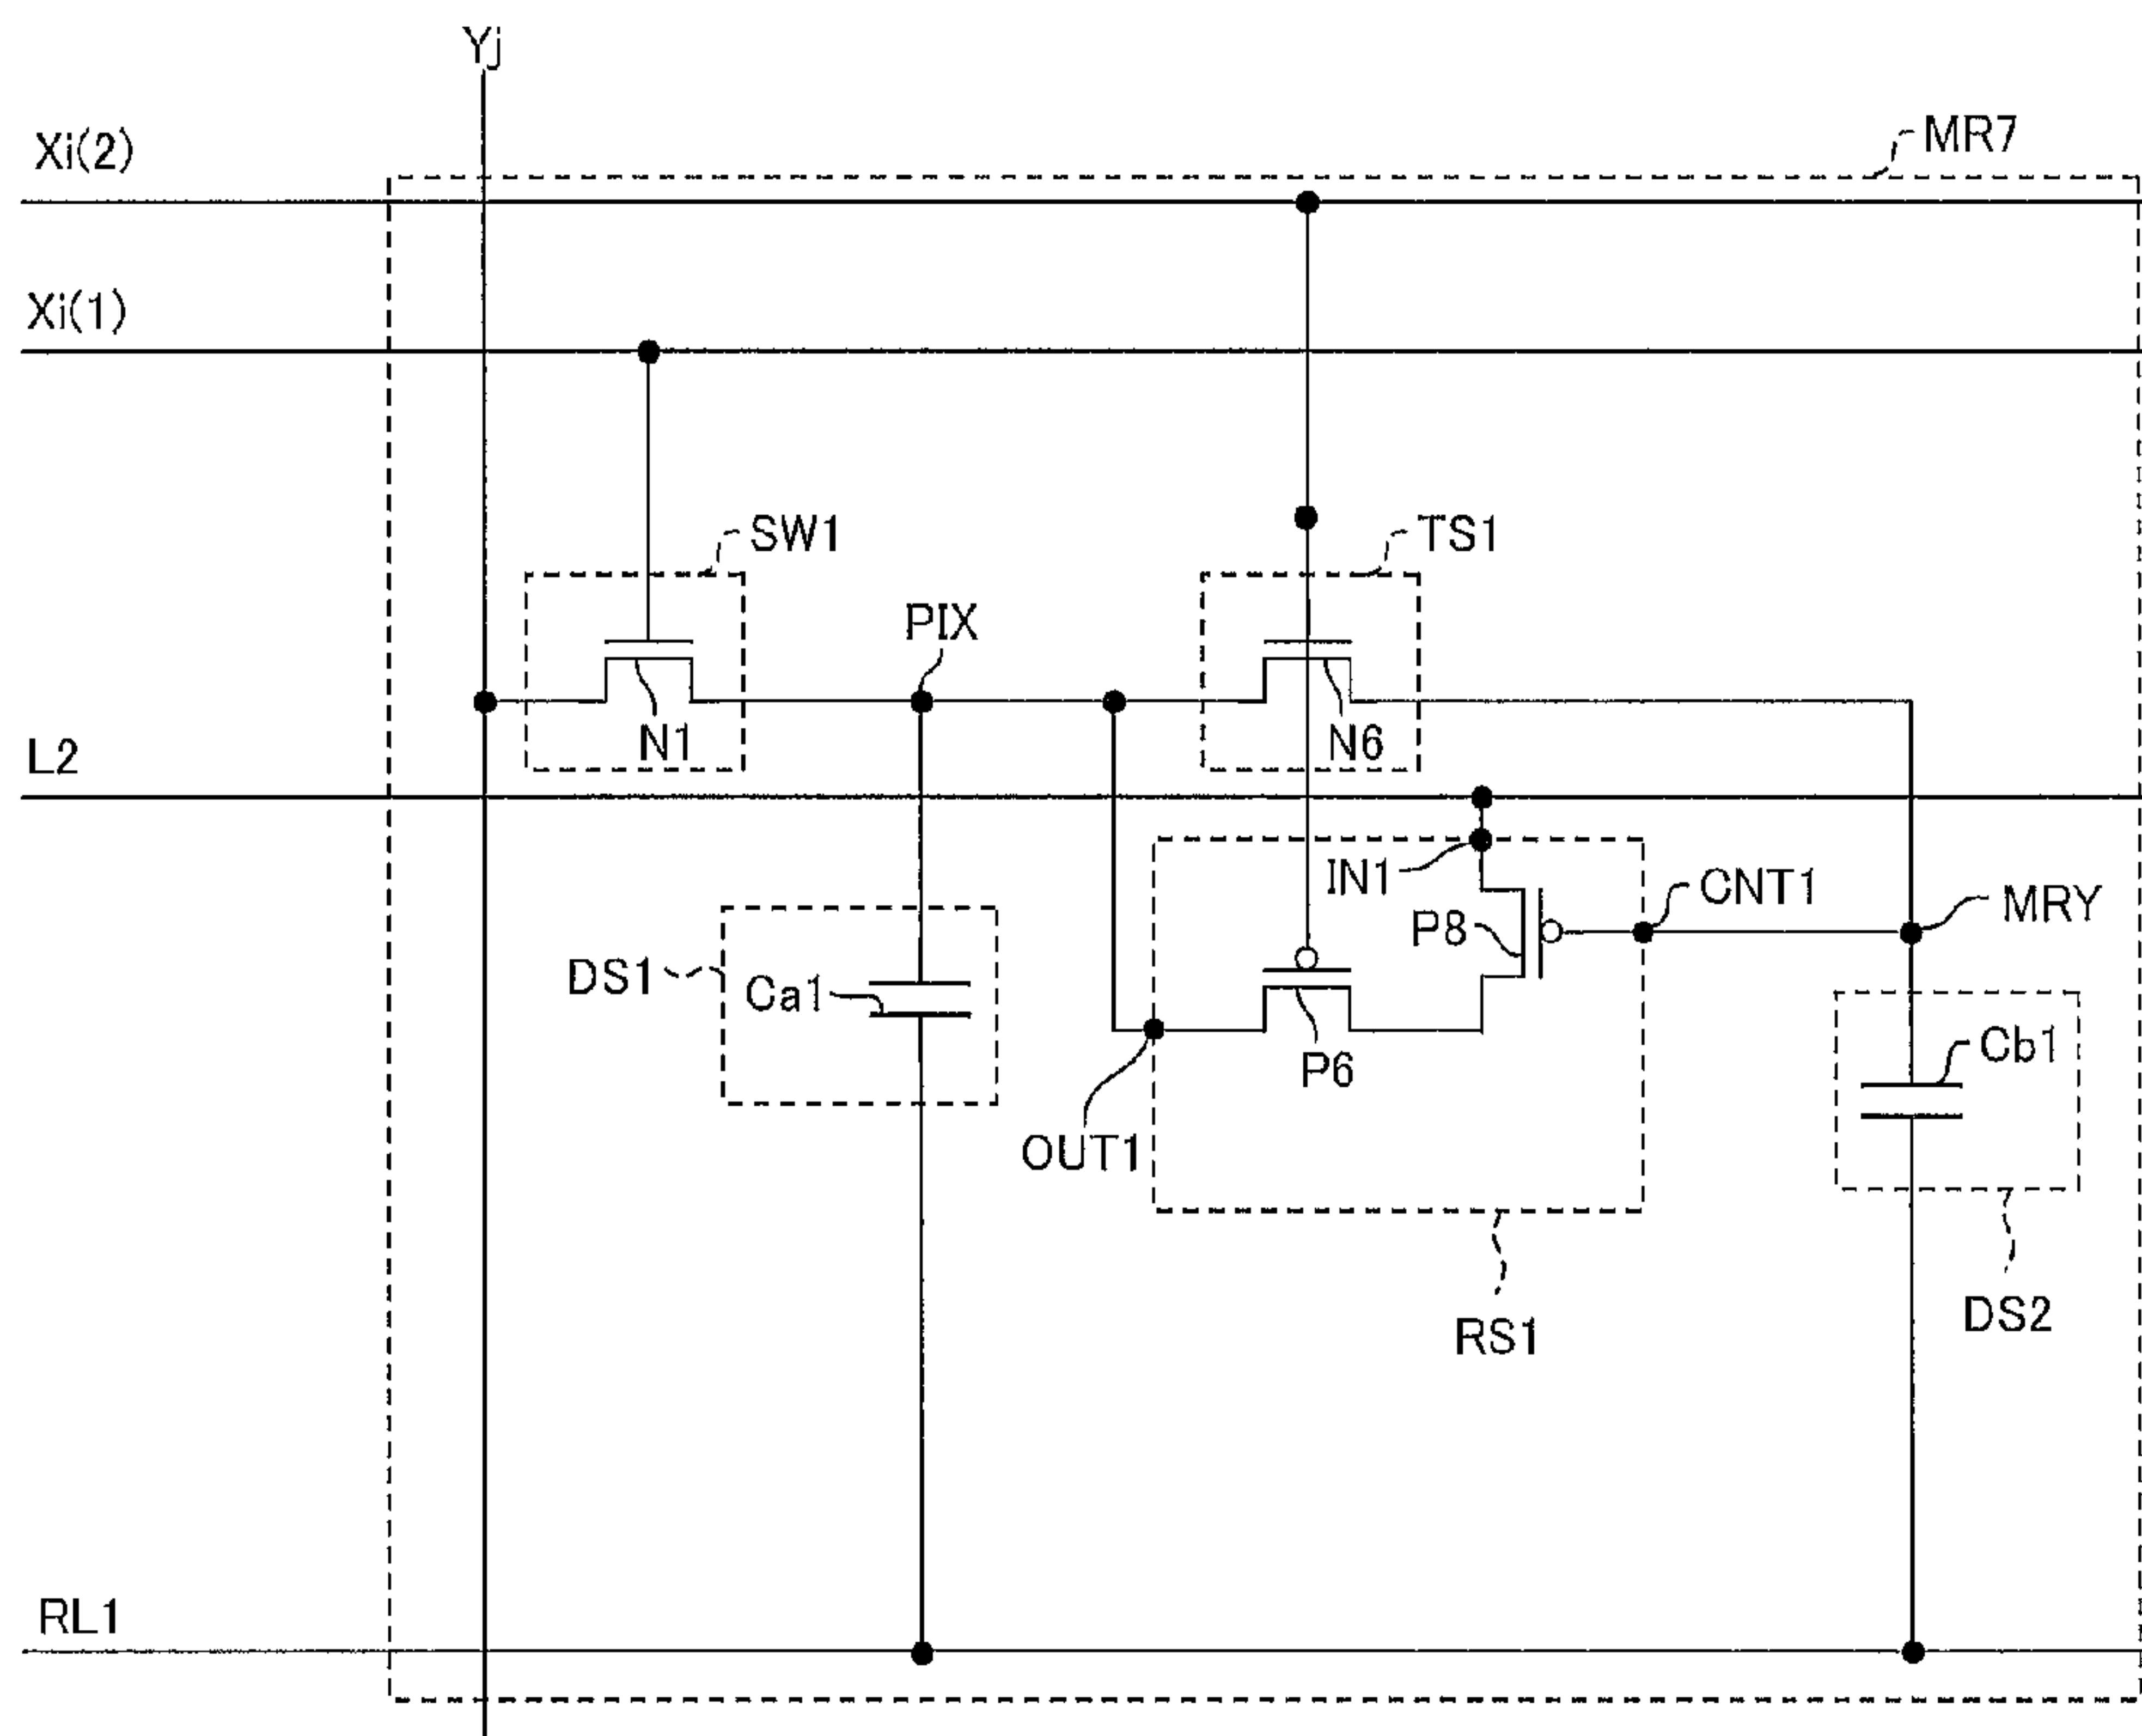 Yj
Xi(2)
MR7
Xi(1)
SW1
TS1
PIX
N1
N6
L2
IN1
CNT1
P8
MRY
DS1
Ca1
Cb1
P6
OUT1
RS1
DS2
RL1